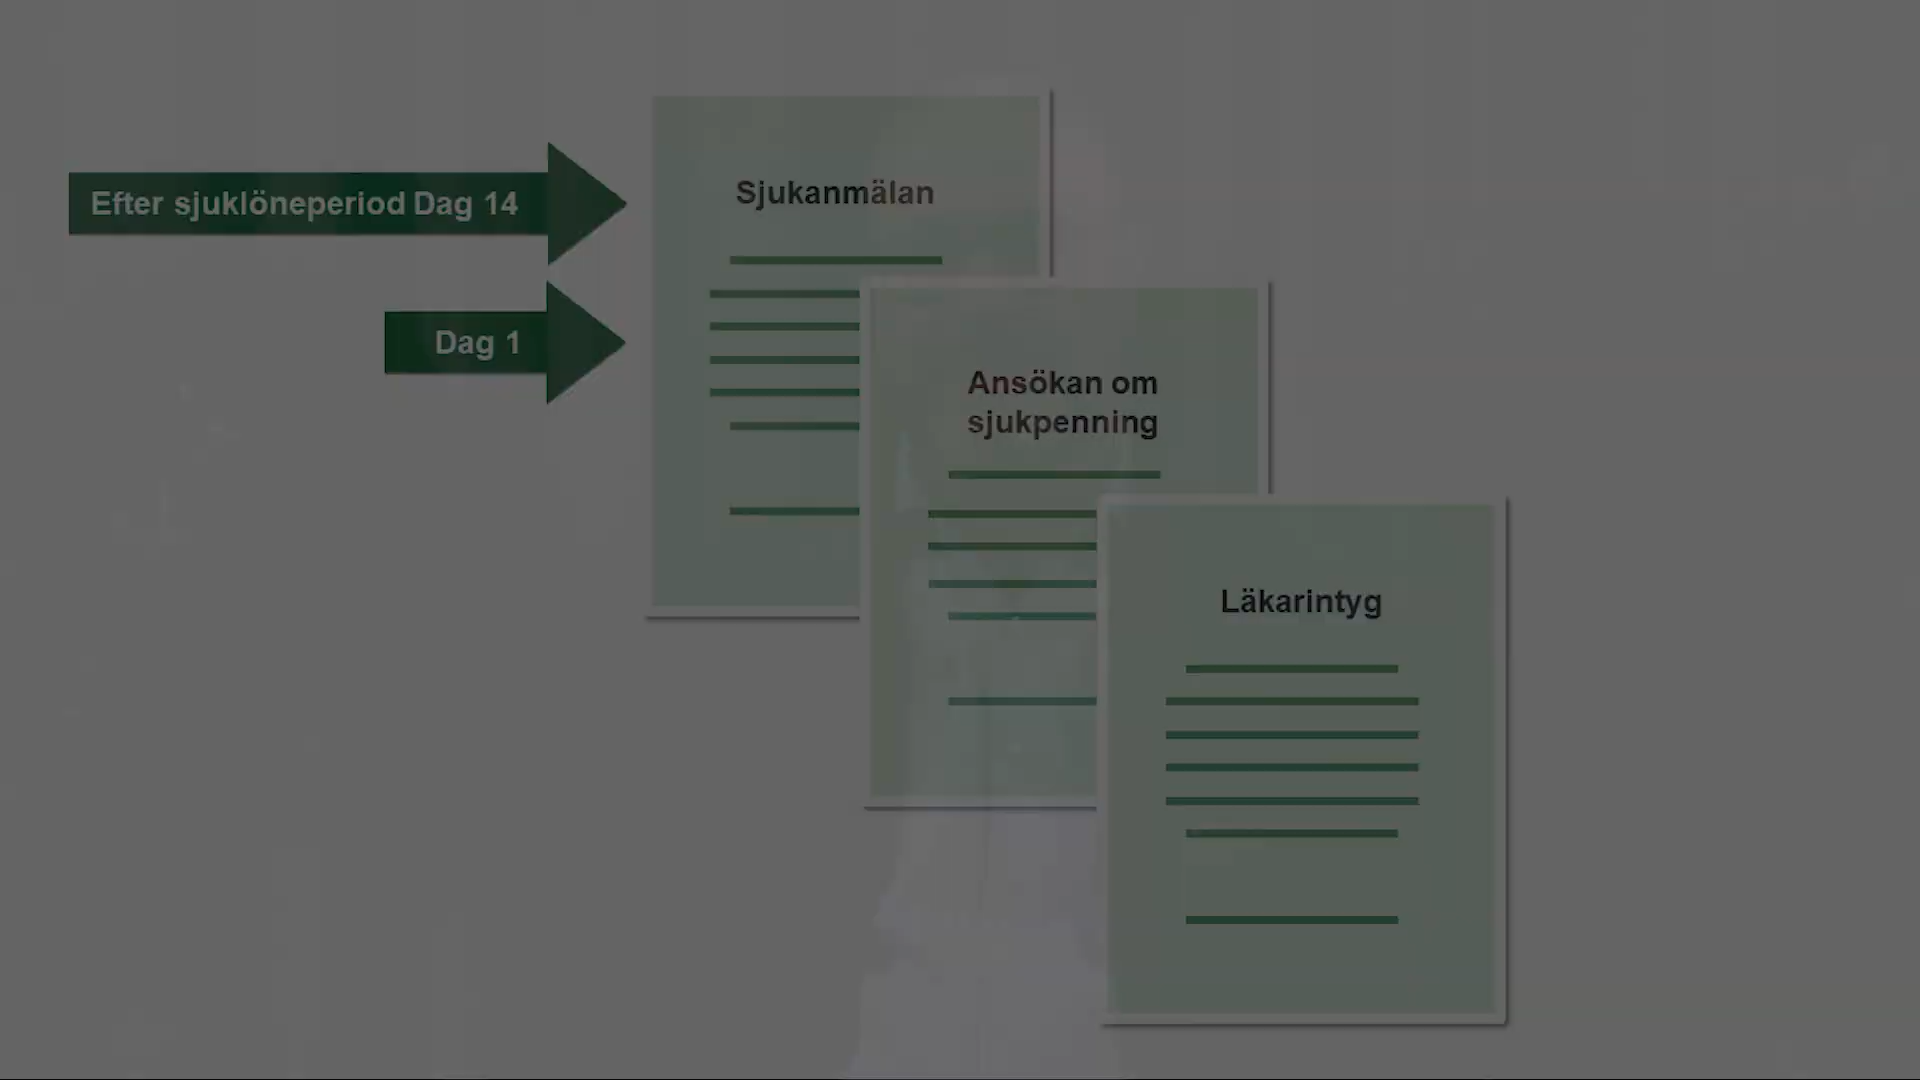 Efter sjuklöneperiod Dag 14
Dag 1
Sjukanmälan
Ansökan om
sjukpenning
Läkarintyg